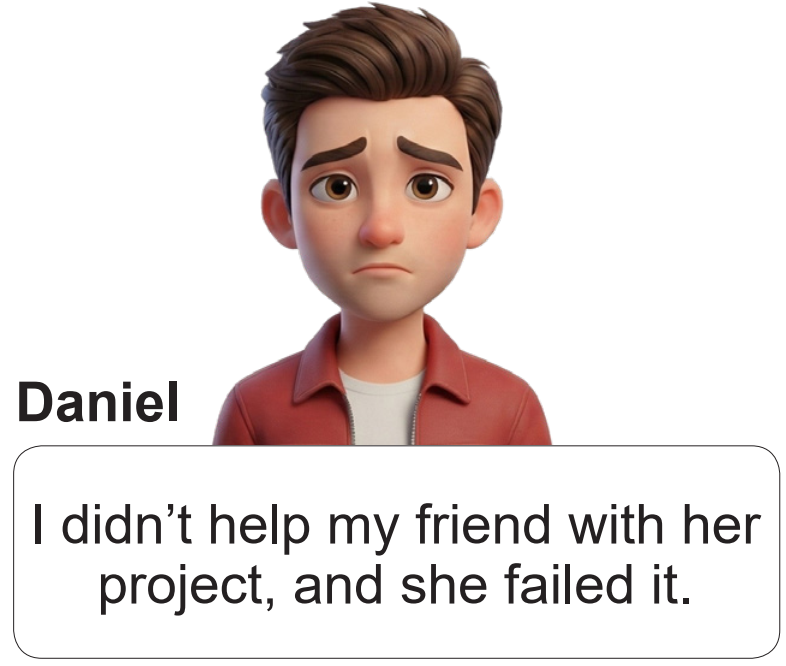 Daniel
I didn’t help my friend with her
project, and she failed it.